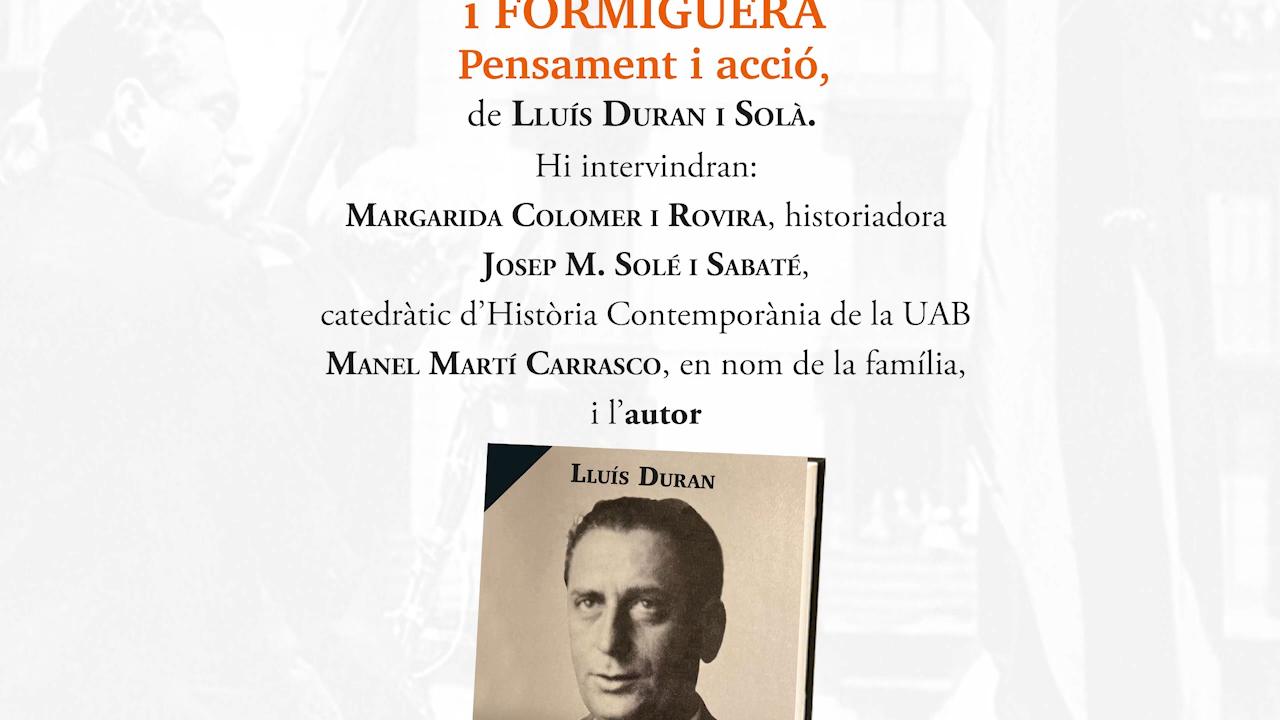 i FORMIGUERA
Pensament i acció,
de Lluís Duran i Solà.
Hi intervindran:
Margarida Colomer i Rovira, historiadora
Josep M. Solé i Sabaté,
catedràtic d’Història Contemporània de la UAB
Manel Martí Carrasco, en nom de la família,
i l’autor
Lluís Duran